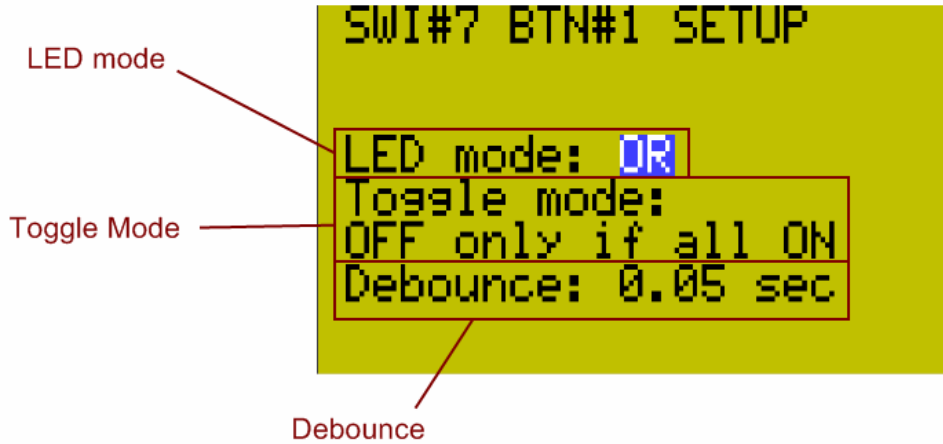 SWI#7 BTN#1 SETUP
LED mode
LED mode: OR
Toggle mode:
Toggle Mode
OFF only if all ON
Debounce: 0.05 sec
Debounce